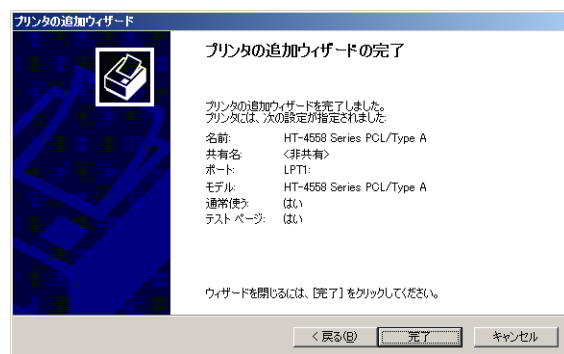 プリンタの追加ウィザード
プリンタの追加ウィザードの完了
プリンタの追加ウィザードを完了しました。
プリンタには、次の設定が指定されました:
名前: HT-4558 Series PCL/Type A
共有名: <非共有>
ポート: LPT1:
モデル: HT-4558 Series PCL/Type A
通常使う: はい
テスト ページ: はい
ウィザードを閉じるには、[完了] をクリックしてください。
< 戻る(B) 完了 キャンセル